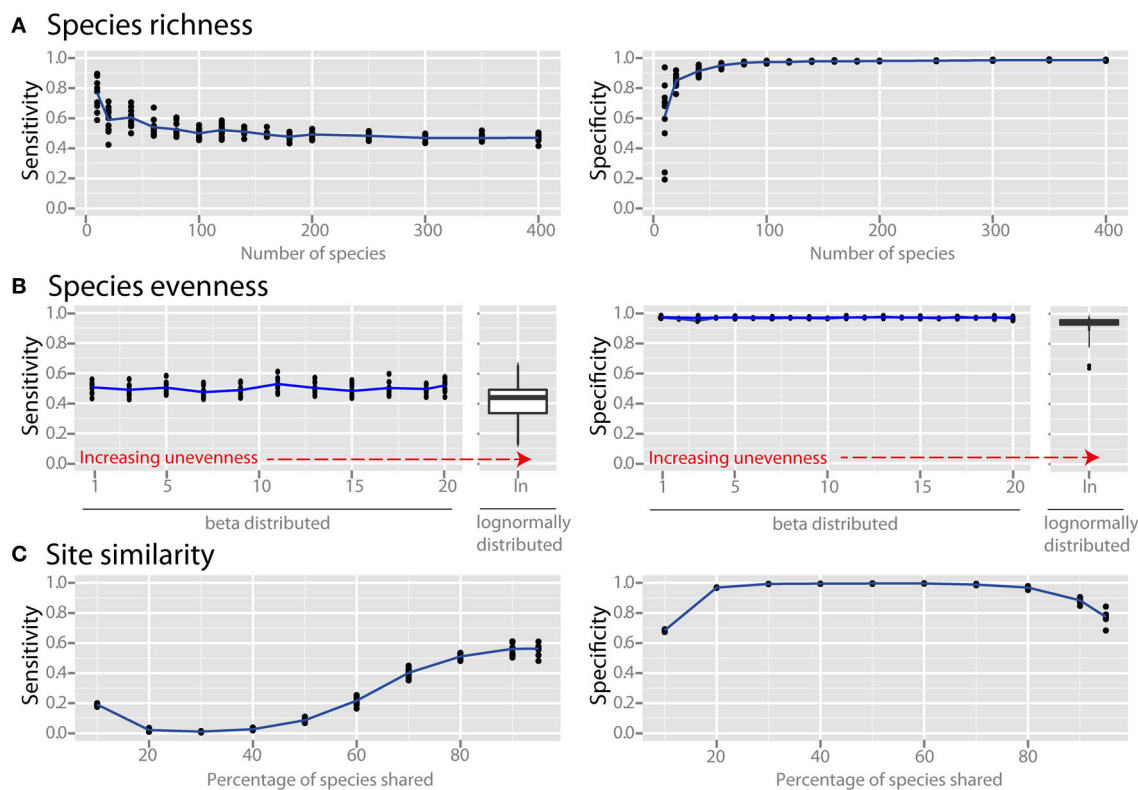 A Species richness
Sensitivity
1.0
0.8
0.6
0.4
0.2
0.0
0 100 200 300 400
Number of species
Specificity
1.0
0.8
0.6
0.4
0.2
0.0
0 100 200 300 400
Number of species
B Species evenness
Sensitivity
1.0
0.8
0.6
0.4
0.2
0.0
Increasing unevenness
1 5 10 15 20 ln
beta distributed
lognormally
distributed
Specificity
1.0
0.8
0.6
0.4
0.2
0.0
Increasing unevenness
1 5 10 15 20 ln
beta distributed
lognormally
distributed
C Site similarity
Sensitivity
1.0
0.8
0.6
0.4
0.2
0.0
20 40 60 80
Percentage of species shared
Specificity
1.0
0.8
0.6
0.4
0.2
0.0
20 40 60 80
Percentage of species shared